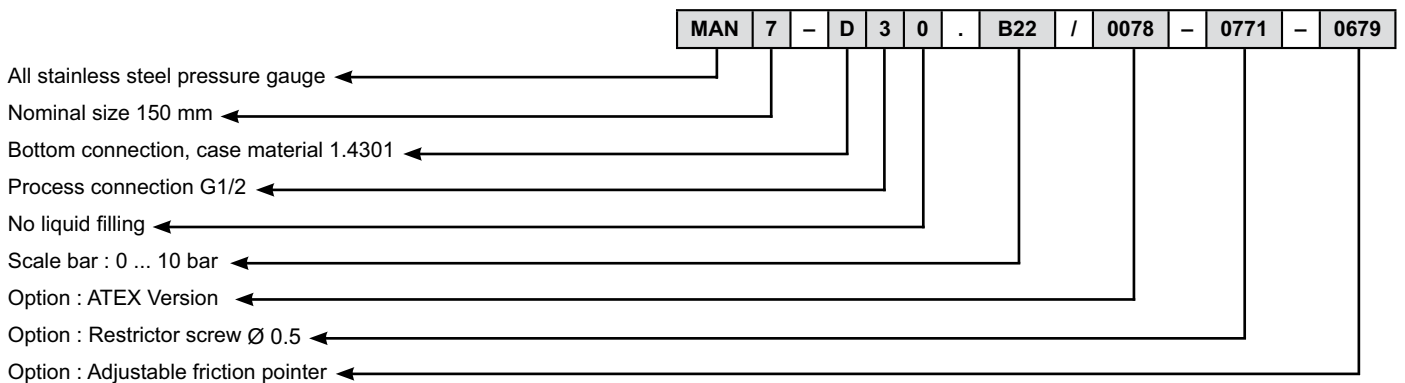 MAN 7 – D 3 0 . B22 / 0078 – 0771 – 0679
All stainless steel pressure gauge
Nominal size 150 mm
Bottom connection, case material 1.4301
Process connection G1/2
No liquid filling
Scale bar : 0 ... 10 bar
Option : ATEX Version
Option : Restrictor screw Ø 0.5
Option : Adjustable friction pointer